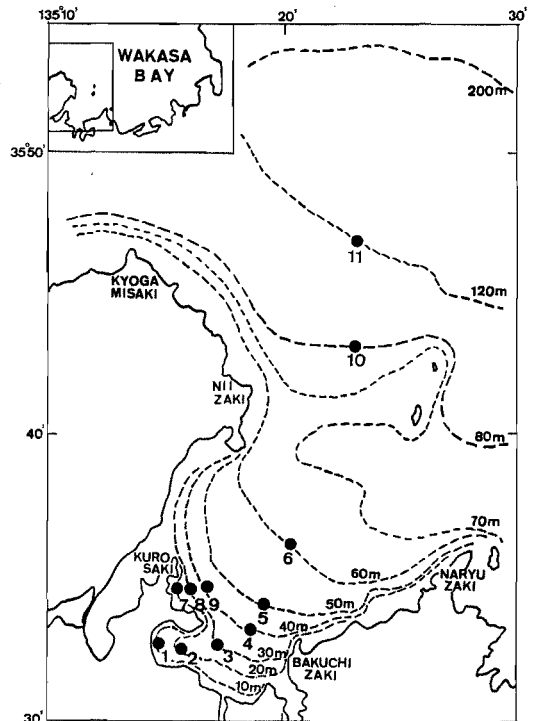 135°10'
20'
30'
WAKASA
BAY
200m
35°50'
11
120m
KYOGA
MISAKI
10
NII
ZAKI
40'
80m
70m
6
KURO
SAKI
60m
NARYU
ZAKI
7 8 9
5
50m
40m
4
30m
BAKUCHI
ZAKI
1
2
3
20m
10m
30'